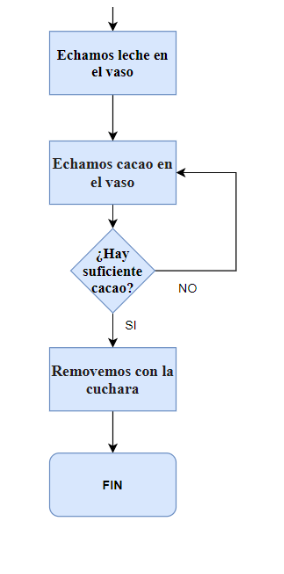 Echamos leche en
el vaso
Echamos cacao en
el vaso
¿Hay
suficiente
cacao?
NO
SI
Removemos con la
cuchara
FIN